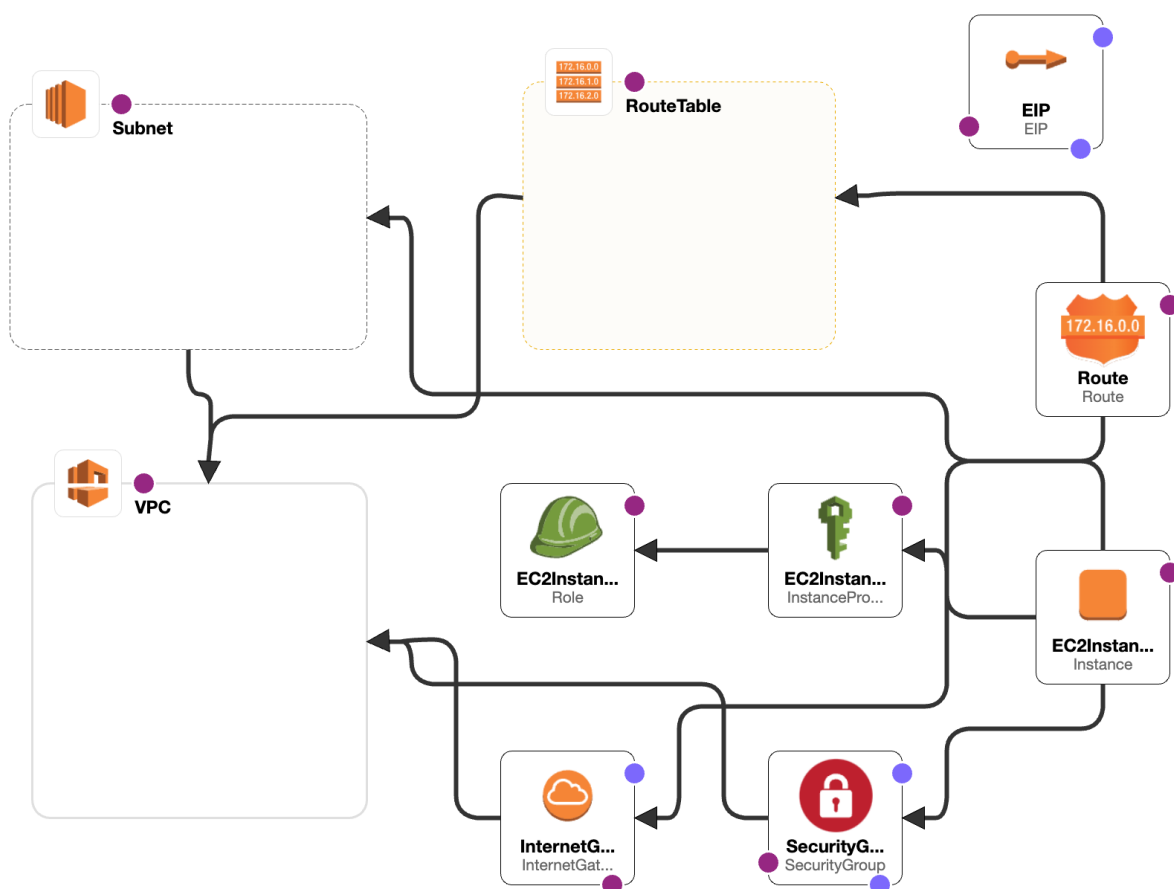 172.16.0.0
172.16.1.0
172.16.2.0
RouteTable
EIP
EIP
Subnet
172.16.0.0
Route
Route
VPC
EC2Instan...
Role
EC2Instan...
InstancePro...
EC2Instan...
Instance
InternetG...
InternetGat...
SecurityG...
SecurityGroup